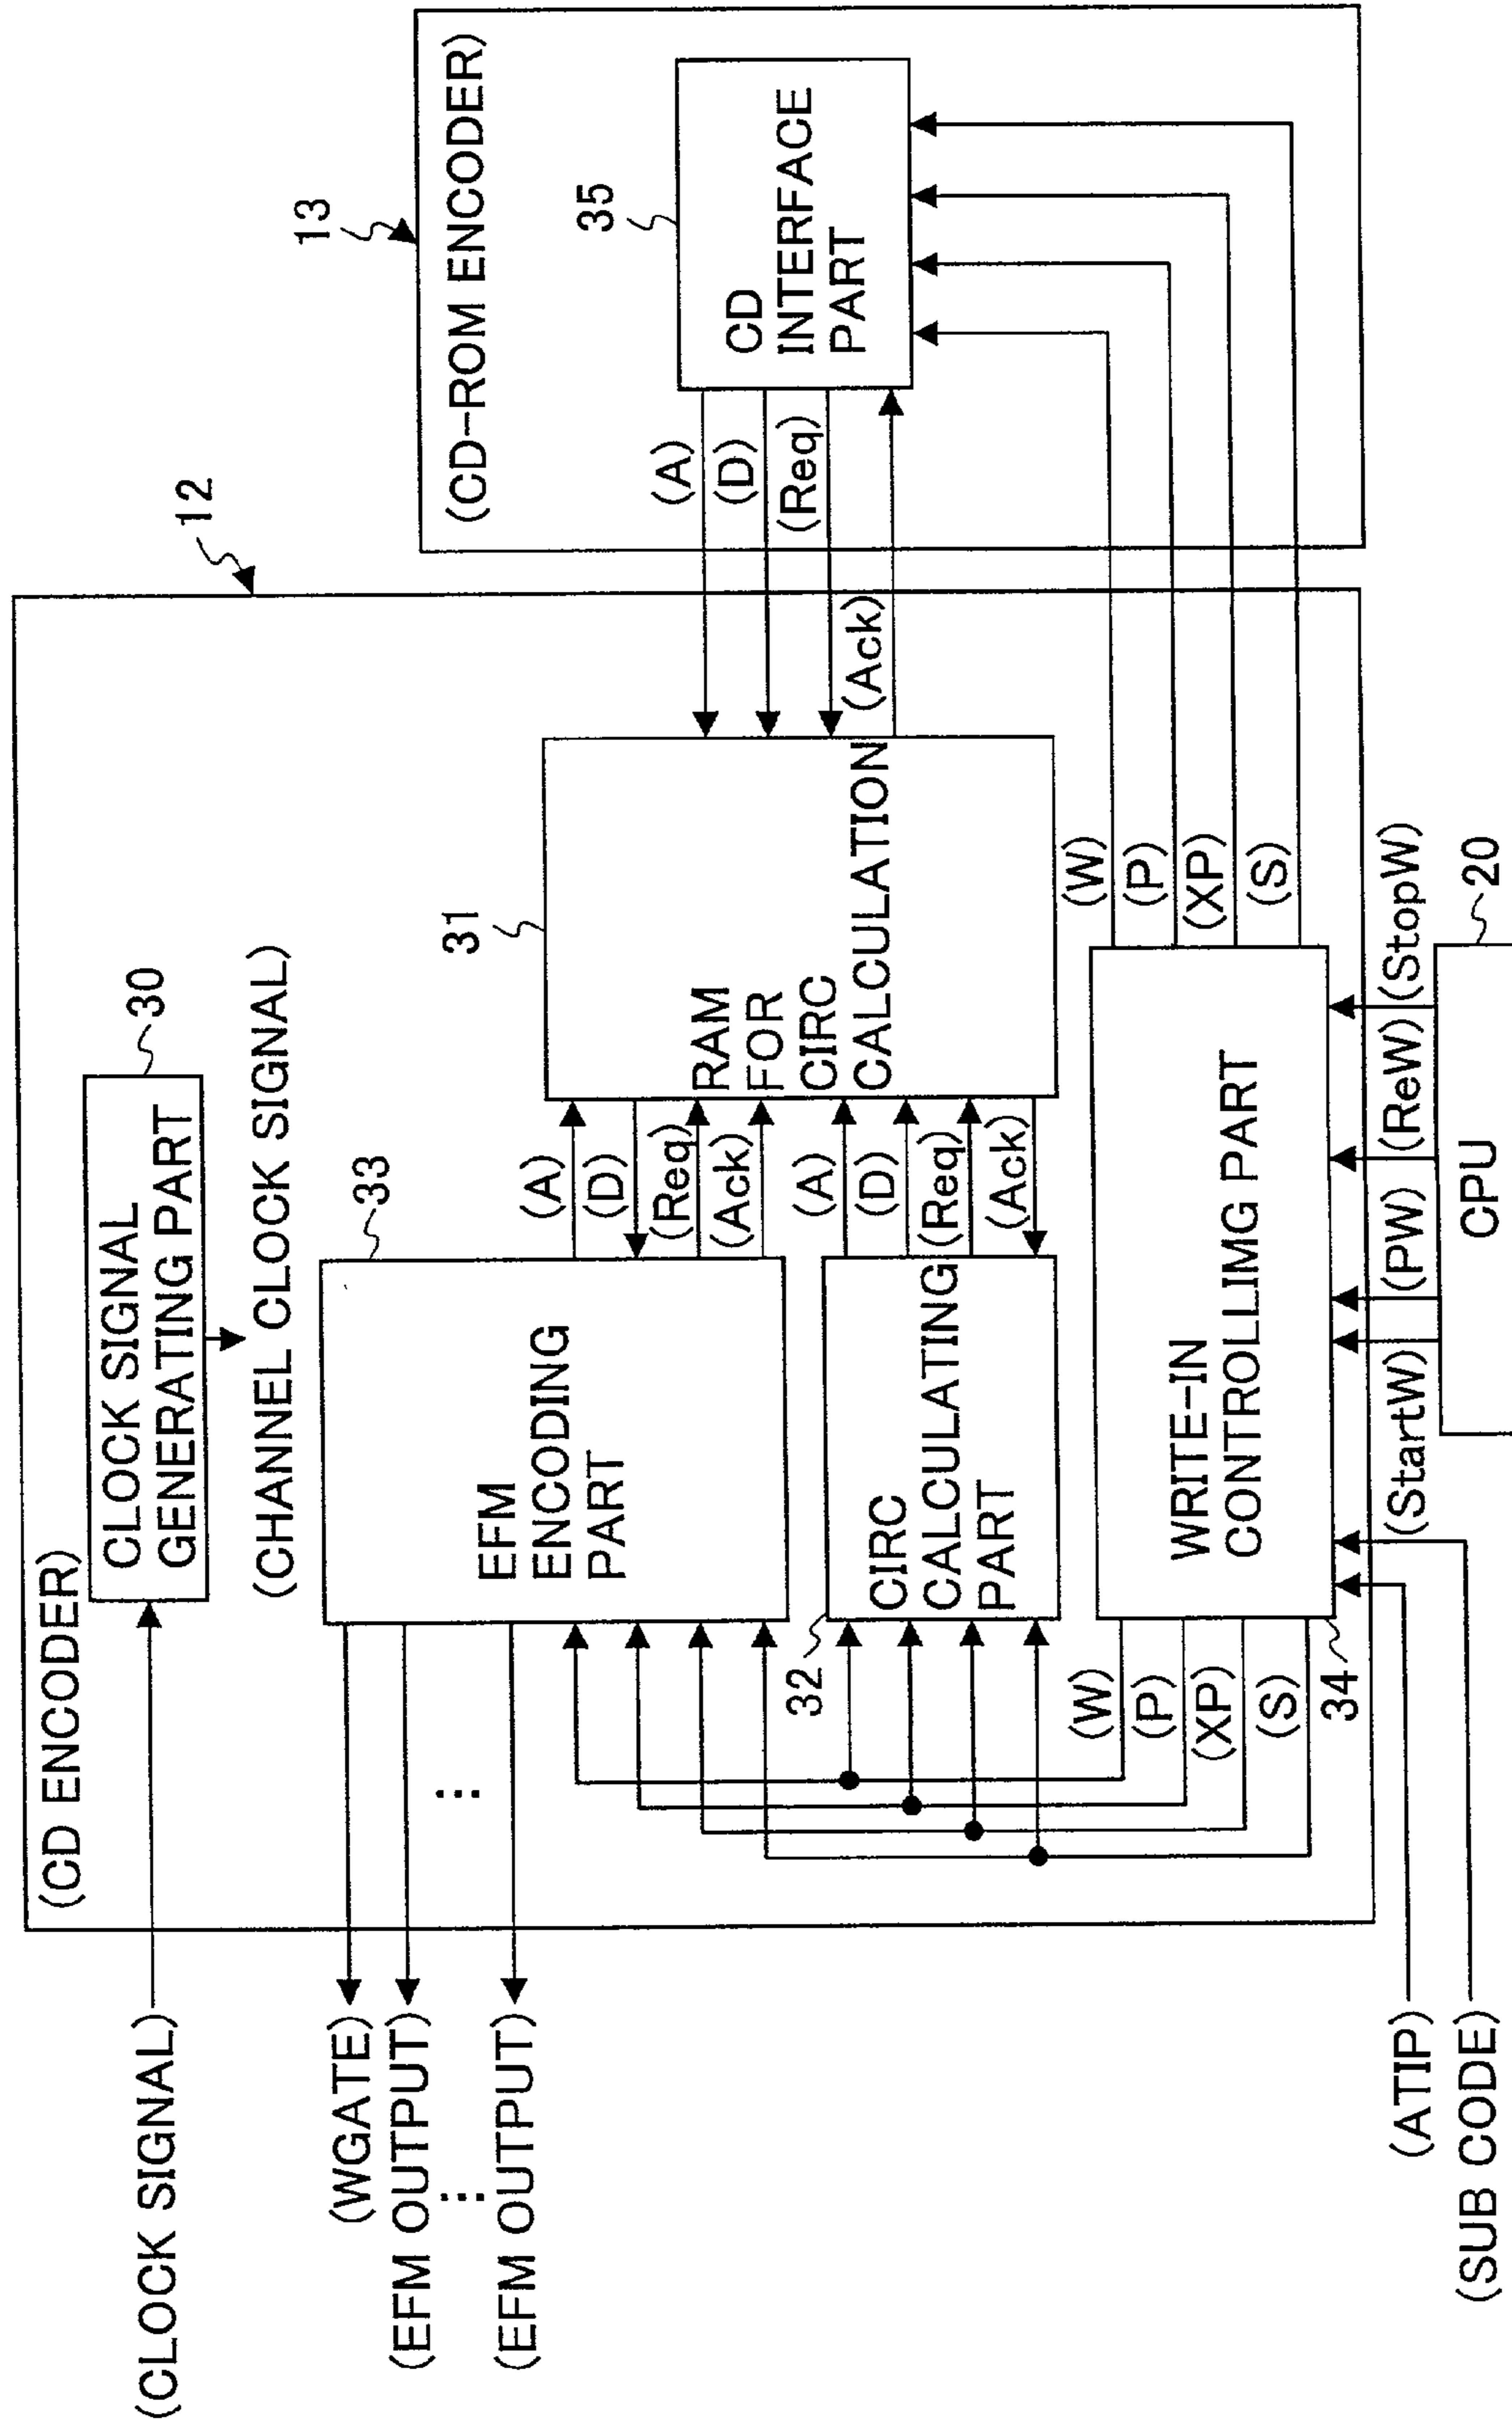 (CD ENCODER)
12
13
(CLOCK SIGNAL)
CLOCK SIGNAL
GENERATING PART
30
(CHANNEL CLOCK SIGNAL)
(CD-ROM ENCODER)
(WGATE)
(EFM OUTPUT)
⋮
(EFM OUTPUT)
⋮
EFM
ENCODING
PART
33
(A)
(D)
(Req)
(Ack)
31
RAM
FOR
CIRC
CALCULATION
(A)
(D)
(Req)
(Ack)
35
CD
INTERFACE
PART
32
CIRC
CALCULATING
PART
(A)
(D)
(Req)
(Ack)
(W)
(P)
(XP)
(S)
34
WRITE-IN
CONTROLLIMG PART
(W)
(P)
(XP)
(S)
(ATIP)
(SUB CODE)
(StartW)
(PW)
(ReW)
(StopW)
CPU
20